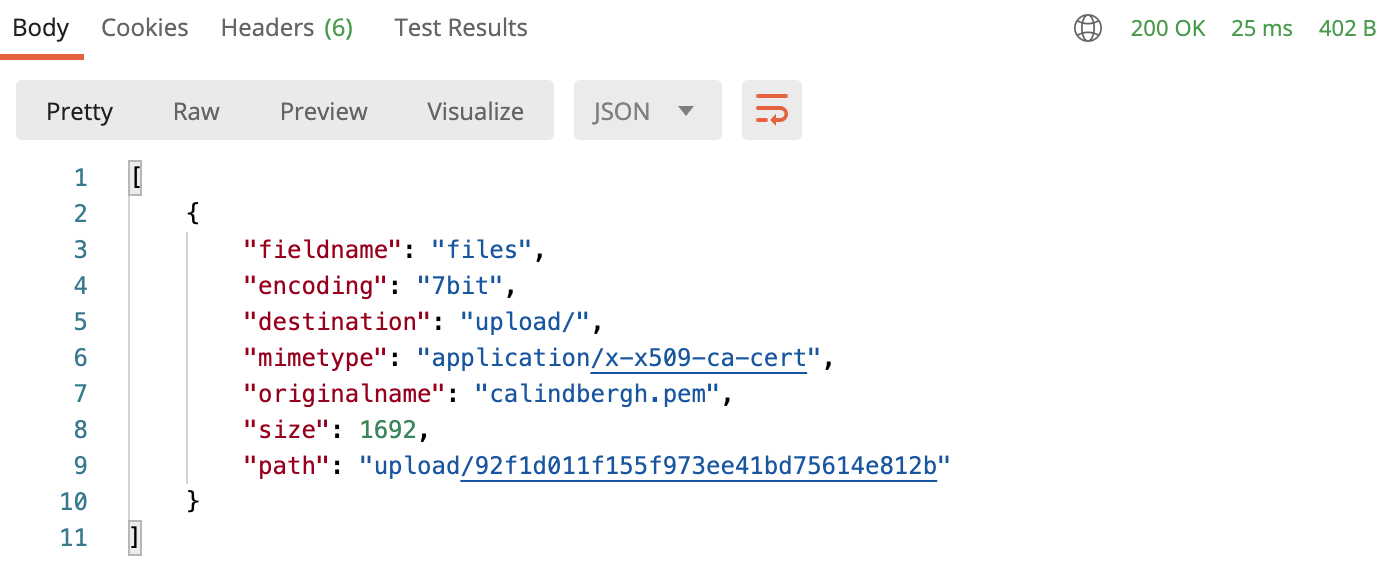 Body Cookies Headers (6) Test Results 200 OK 25 ms 402 B
Pretty Raw Preview Visualize JSON
1 [
2 {
3 "fieldname": "files",
4 "encoding": "7bit",
5 "destination": "upload/",
6 "mimetype": "application/x-x509-ca-cert",
7 "originalname": "calindbergh.pem",
8 "size": 1692,
9 "path": "upload/92f1d011f155f973ee41bd75614e812b"
10 }
11 ]